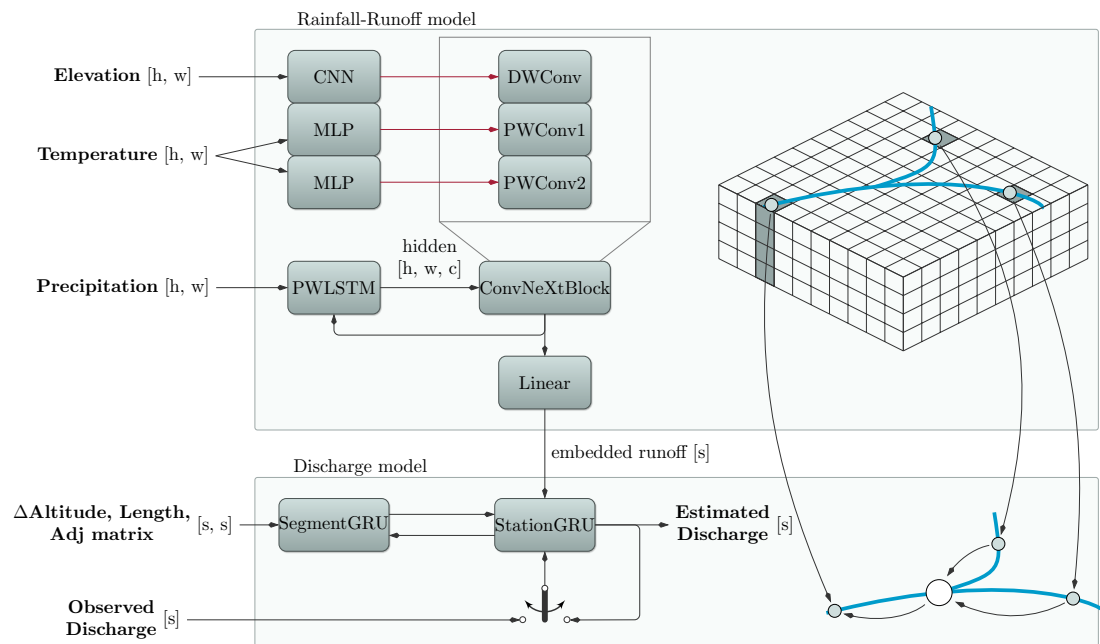 Rainfall-Runoff model
Elevation [h, w]
CNN
DWConv
MLP
PWConv1
Temperature [h, w]
MLP
PWConv2
hidden
[h, w, c]
Precipitation [h, w]
PWLSTM
ConvNeXtBlock
Linear
embedded runoff [s]
Discharge model
ΔAltitude, Length,
Adj matrix
[s, s]
SegmentGRU
StationGRU
Estimated
Discharge
[s]
Observed
Discharge
[s]